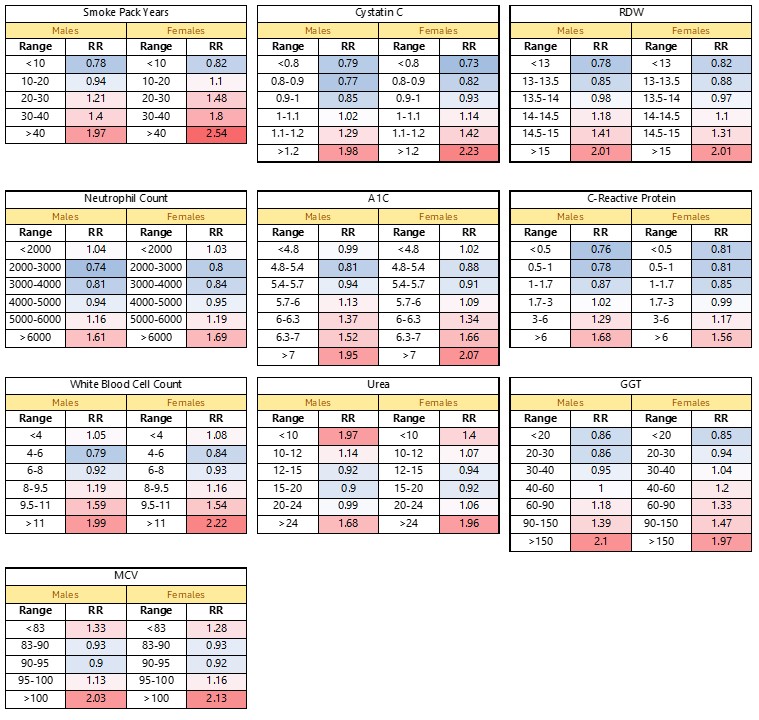 Smoke Pack Years
Males Females
Range RR Range RR
<10 0.78 <10 0.82
10-20 0.94 10-20 1.1
20-30 1.21 20-30 1.48
30-40 1.4 30-40 1.8
>40 1.97 >40 2.54
Cystatin C
Males Females
Range RR Range RR
<0.8 0.79 <0.8 0.73
0.8-0.9 0.77 0.8-0.9 0.82
0.9-1 0.85 0.9-1 0.93
1-1.1 1.02 1-1.1 1.14
1.1-1.2 1.29 1.1-1.2 1.42
>1.2 1.98 >1.2 2.23
RDW
Males Females
Range RR Range RR
<13 0.78 <13 0.82
13-13.5 0.85 13-13.5 0.88
13.5-14 0.98 13.5-14 0.97
14-14.5 1.18 14-14.5 1.1
14.5-15 1.41 14.5-15 1.31
>15 2.01 >15 2.01
Neutrophil Count
Males Females
Range RR Range RR
<2000 1.04 <2000 1.03
2000-3000 0.74 2000-3000 0.8
3000-4000 0.81 3000-4000 0.84
4000-5000 0.94 4000-5000 0.95
5000-6000 1.16 5000-6000 1.19
>6000 1.61 >6000 1.69
A1C
Males Females
Range RR Range RR
<4.8 0.99 <4.8 1.02
4.8-5.4 0.81 4.8-5.4 0.88
5.4-5.7 0.94 5.4-5.7 0.91
5.7-6 1.13 5.7-6 1.09
6-6.3 1.37 6-6.3 1.34
6.3-7 1.52 6.3-7 1.66
>7 1.95 >7 2.07
C-Reactive Protein
Males Females
Range RR Range RR
<0.5 0.76 <0.5 0.81
0.5-1 0.78 0.5-1 0.81
1-1.7 0.87 1-1.7 0.85
1.7-3 1.02 1.7-3 0.99
3-6 1.29 3-6 1.17
>6 1.68 >6 1.56
White Blood Cell Count
Males Females
Range RR Range RR
<4 1.05 <4 1.08
4-6 0.79 4-6 0.84
6-8 0.92 6-8 0.93
8-9.5 1.19 8-9.5 1.16
9.5-11 1.59 9.5-11 1.54
>11 1.99 >11 2.22
Urea
Males Females
Range RR Range RR
<10 1.97 <10 1.4
10-12 1.14 10-12 1.07
12-15 0.92 12-15 0.94
15-20 0.9 15-20 0.92
20-24 0.99 20-24 1.06
>24 1.68 >24 1.96
GGT
Males Females
Range RR Range RR
<20 0.86 <20 0.85
20-30 0.86 20-30 0.94
30-40 0.95 30-40 1.04
40-60 1 40-60 1.2
60-90 1.18 60-90 1.33
90-150 1.39 90-150 1.47
>150 2.1 >150 1.97
MCV
Males Females
Range RR Range RR
<83 1.33 <83 1.28
83-90 0.93 83-90 0.93
90-95 0.9 90-95 0.92
95-100 1.13 95-100 1.16
>100 2.03 >100 2.13